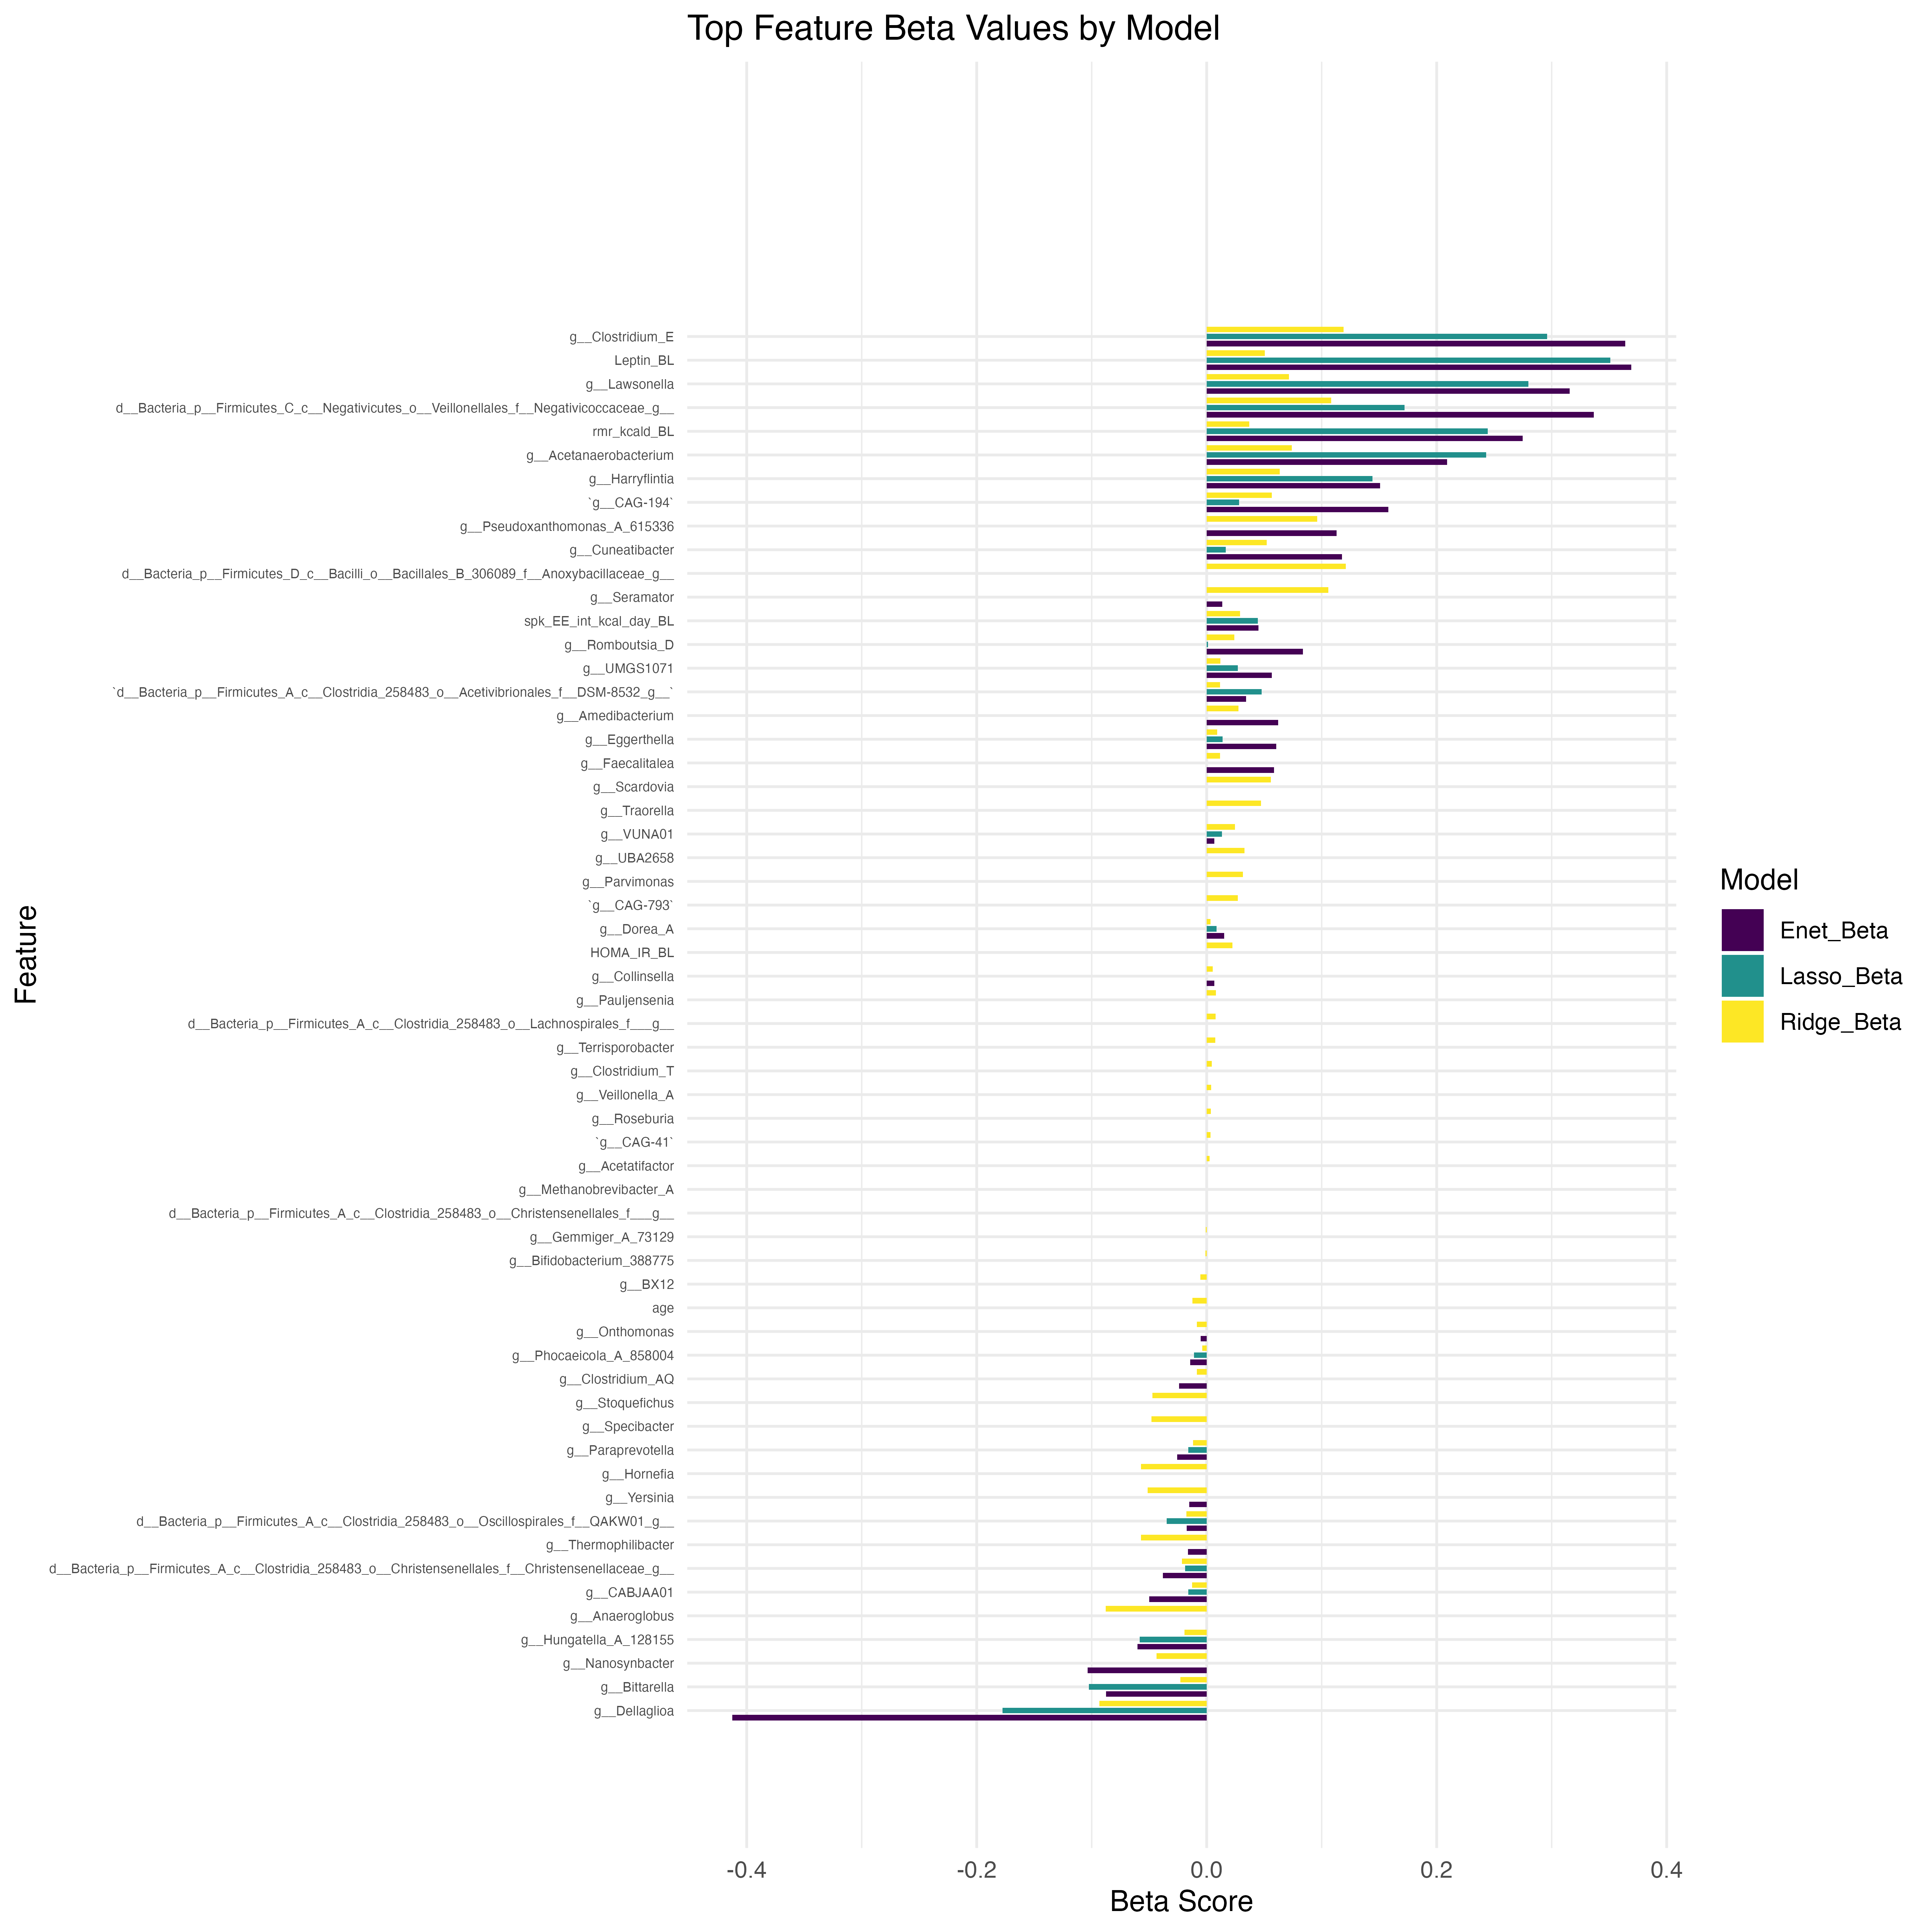 Top Feature Beta Values by Model
g__Clostridium_E
Leptin_BL
g__Lawsonella
d__Bacteria_p__Firmicutes_C_c__Negativicutes_o__Veillonellales_f__Negativicoccaceae_g__
rmr_kcald_BL
g__Acetanaerobacterium
g__Harryflintia
`g__CAG-194`
g__Pseudoxanthomonas_A_615336
g__Cuneatibacter
d__Bacteria_p__Firmicutes_D_c__Bacilli_o__Bacillales_B_306089_f__Anoxybacillaceae_g__
g__Seramator
spk_EE_int_kcal_day_BL
g__Romboutsia_D
g__UMGS1071
`d__Bacteria_p__Firmicutes_A_c__Clostridia_258483_o__Acetivibrionales_f__DSM-8532_g__`
g__Amedibacterium
g__Eggerthella
g__Faecalitalea
g__Scardovia
g__Traorella
g__VUNA01
g__UBA2658
g__Parvimonas
`g__CAG-793`
g__Dorea_A
HOMA_IR_BL
g__Collinsella
g__Pauljensenia
d__Bacteria_p__Firmicutes_A_c__Clostridia_258483_o__Lachnospirales_f___g__
g__Terrisporobacter
g__Clostridium_T
g__Veillonella_A
g__Roseburia
`g__CAG-41`
g__Acetatifactor
g__Methanobrevibacter_A
d__Bacteria_p__Firmicutes_A_c__Clostridia_258483_o__Christensenellales_f___g__
g__Gemmiger_A_73129
g__Bifidobacterium_388775
g__BX12
age
g__Onthomonas
g__Phocaeicola_A_858004
g__Clostridium_AQ
g__Stoquefichus
g__Specibacter
g__Paraprevotella
g__Hornefia
g__Yersinia
d__Bacteria_p__Firmicutes_A_c__Clostridia_258483_o__Oscillospirales_f__QAKW01_g__
g__Thermophilibacter
d__Bacteria_p__Firmicutes_A_c__Clostridia_258483_o__Christensenellales_f__Christensenellaceae_g__
g__CABJAA01
g__Anaeroglobus
g__Hungatella_A_128155
g__Nanosynbacter
g__Bittarella
g__Dellaglioa
Feature
-0.4 -0.2 0.0 0.2 0.4
Beta Score
Model
Enet_Beta
Lasso_Beta
Ridge_Beta